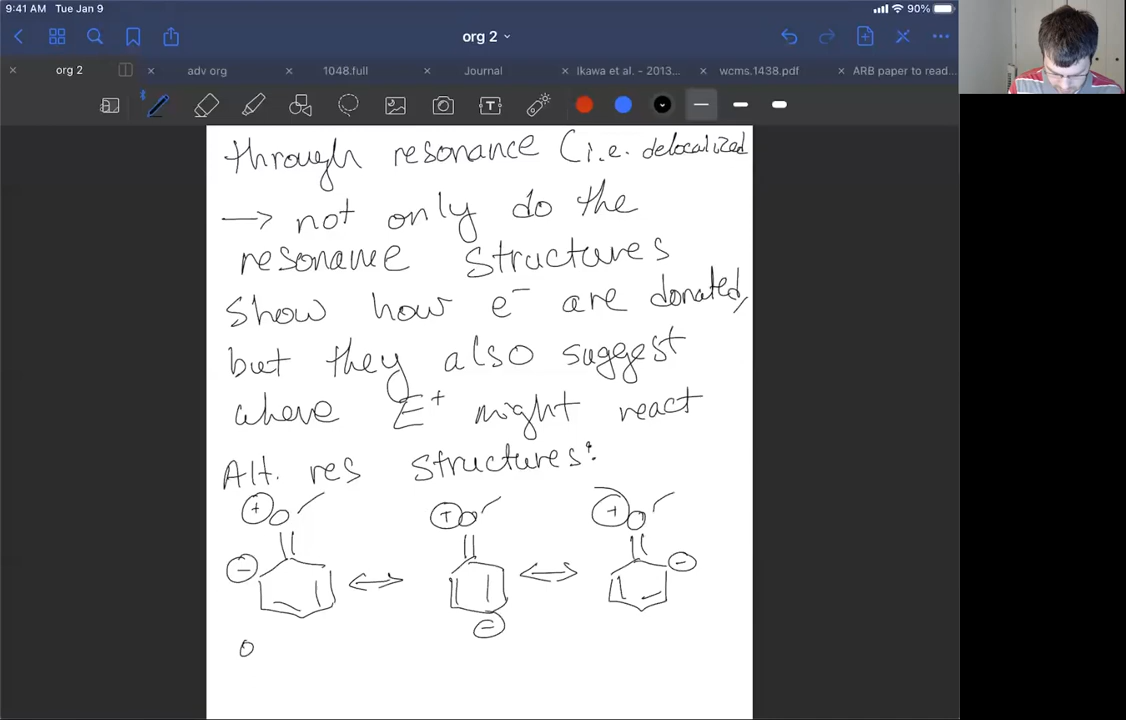 9:41 AM Tue Jan 9
90%
org 2
org 2
adv org
1048.full
Journal
Ikawa et al. - 2013...
wcms.1438.pdf
ARB paper to read...
through resonance (i.e. delocalized
→ not only do the
resonance structures
show how e⁻ are donated,
but they also suggest
where E⁺ might react
Alt. res structures:
+ O + O + O
− −
−
o